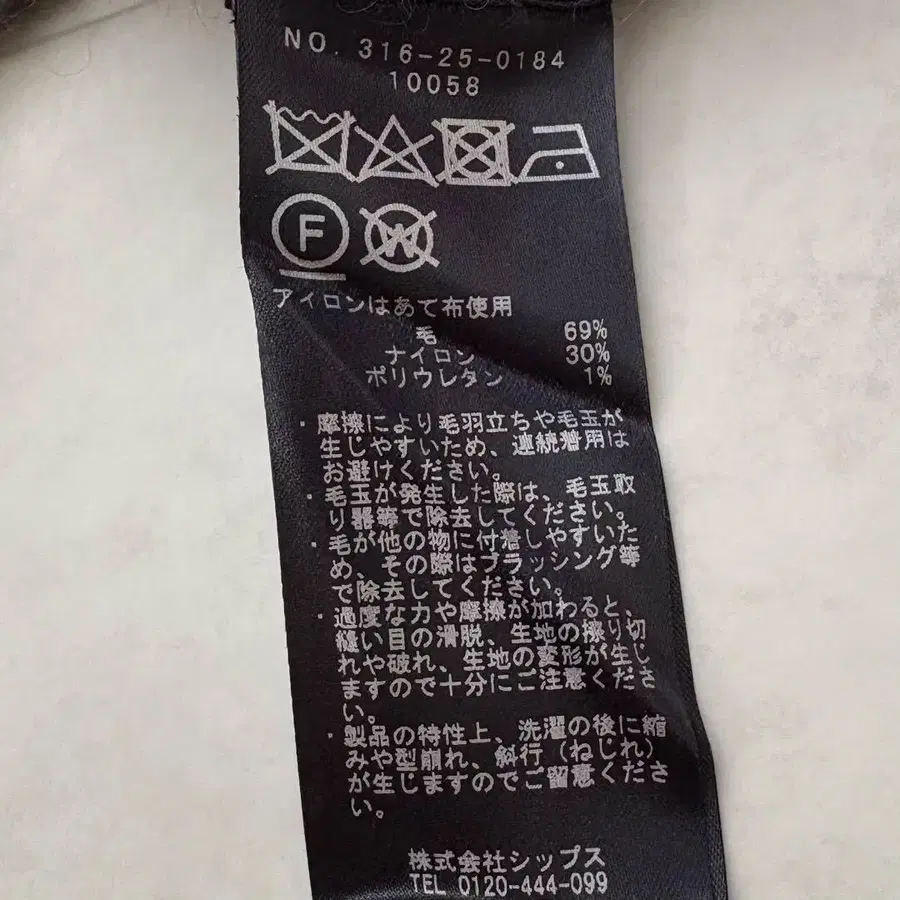 NO. 316-25-0184
10058
F W
アイロンはあて布使用
毛 69%
ナイロン 30%
ポリウレタン 1%
・摩擦により毛羽立ちや毛玉が
生じやすいため、連続着用は
お避けください。
・毛玉が発生した際は、毛玉取
り器等で除去してください。
・毛が他の物に付着しやすいた
め、その際はブラッシング等
で除去してください。
・過度な力や摩擦が加わると、
縫い目の滑脱、生地の擦り切
れや破れ、生地の変形が生じ
ますので十分にご注意くださ
い。
・製品の特性上、洗濯の後に縮
みや型崩れ、斜行（ねじれ）
が生じますのでご留意くださ
い。
株式会社シップス
TEL 0120-444-099